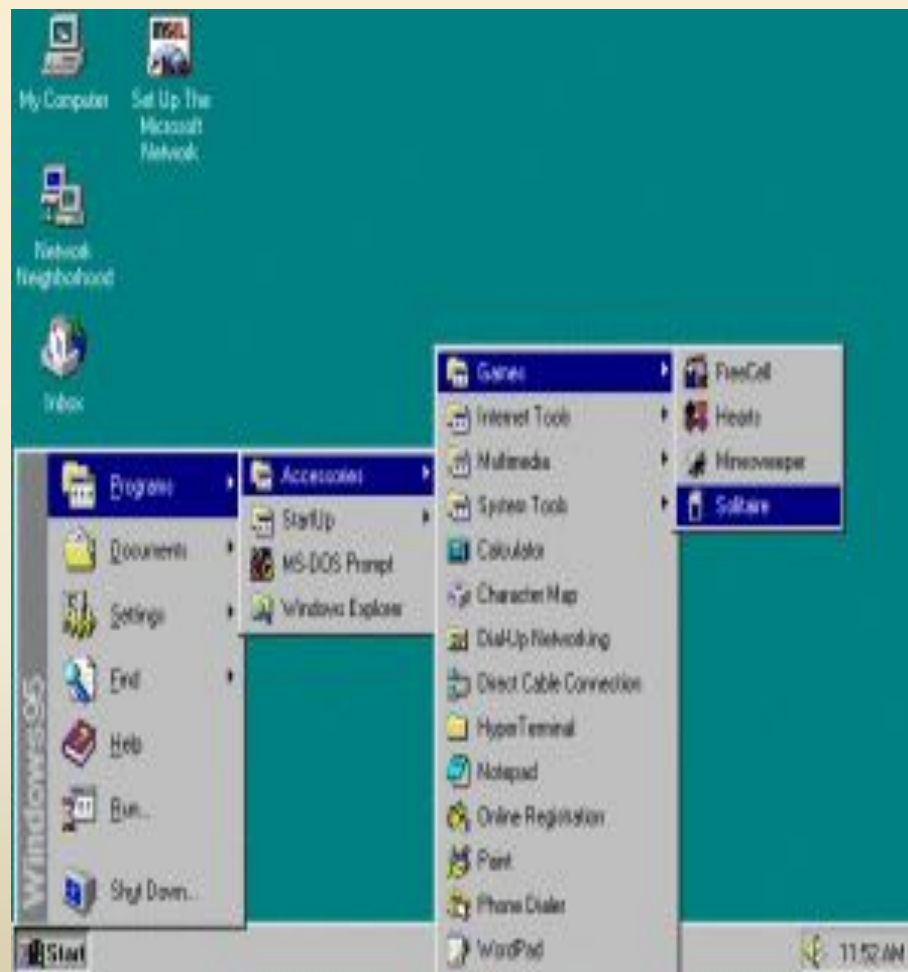 My Computer
Set Up The
Microsoft
Network
Network
Neighborhood
Inbox
Programs
Documents
Settings
Find
Help
Run...
Shut Down...
Windows 95
Accessories
StartUp
MS-DOS Prompt
Windows Explorer
Games
Internet Tools
Multimedia
System Tools
Calculator
Character Map
Dial-Up Networking
Direct Cable Connection
HyperTerminal
Notepad
Online Registration
Paint
Phone Dialer
WordPad
FreeCell
Hearts
Minesweeper
Solitaire
Start
11:52 AM